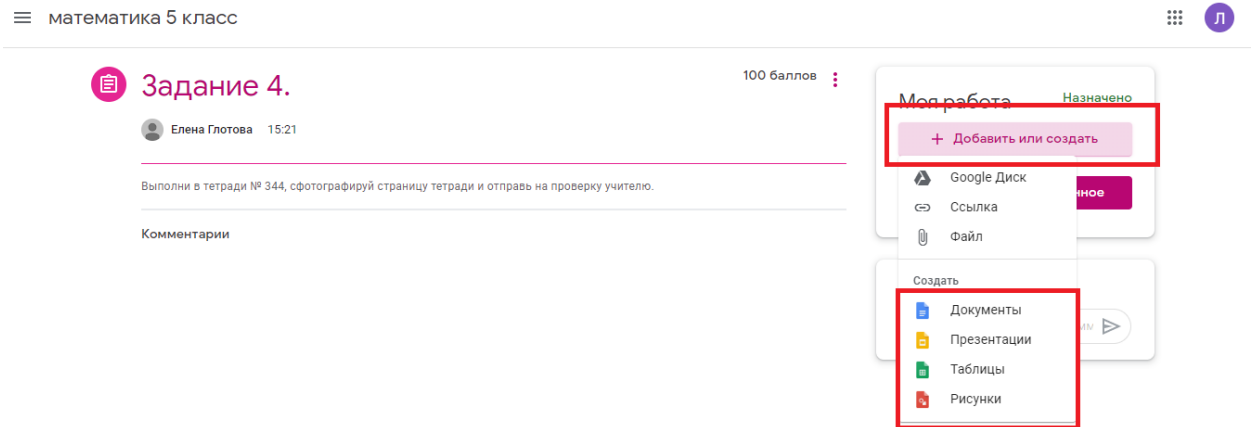 математика 5 класс
Л
Задание 4.
100 баллов
Елена Глотова 15:21
Выполни в тетради № 344, сфотографируй страницу тетради и отправь на проверку учителю.
Комментарии
Моя работа
Назначено
+ Добавить или создать
Google Диск
Ссылка
Файл
нное
Создать
Документы
Презентации
Таблицы
Рисунки